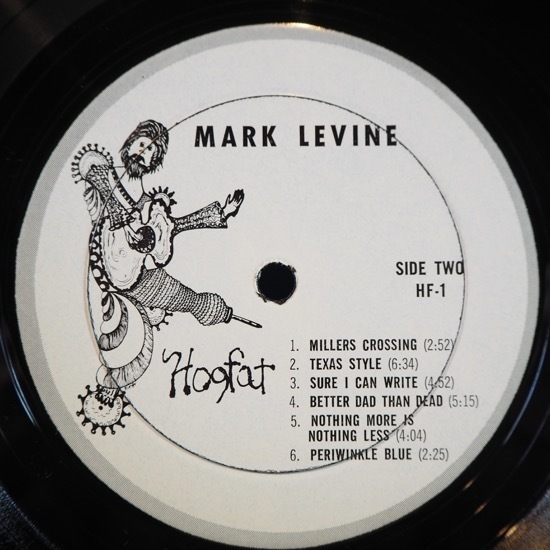 MARK LEVINE
SIDE TWO
HF-1
Hogfat
1. MILLERS CROSSING (2:52)
2. TEXAS STYLE (6:34)
3. SURE I CAN WRITE (4:52)
4. BETTER DAD THAN DEAD (5:15)
5. NOTHING MORE IS
NOTHING LESS (4:04)
6. PERIWINKLE BLUE (2:25)